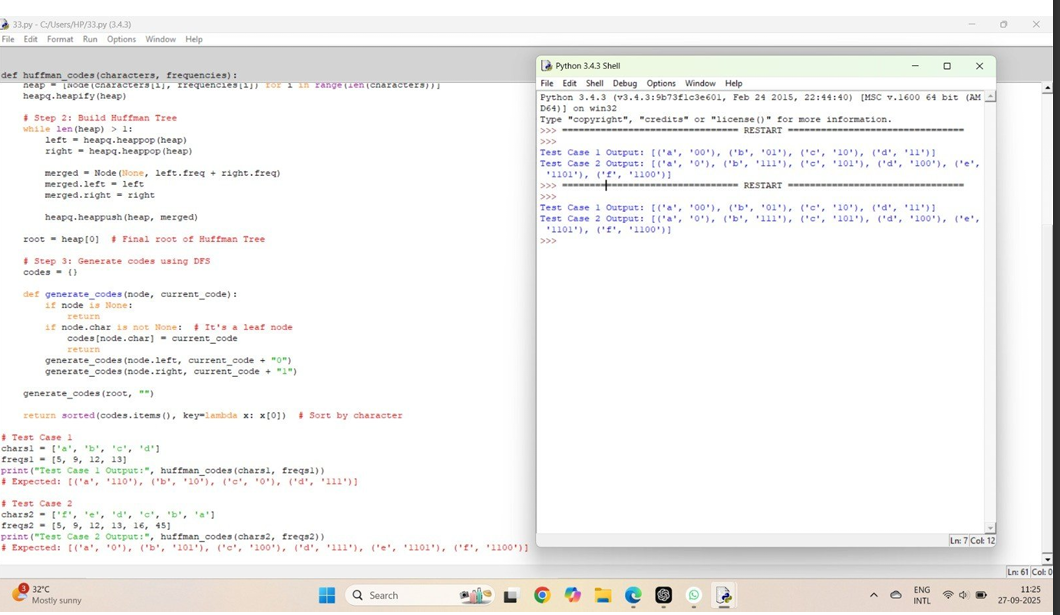 33.py - C:/Users/HP/33.py (3.4.3)
File Edit Format Run Options Window Help
def huffman_codes(characters, frequencies):
heap = [Node(characters[i], frequencies[i]) for i in range(len(characters))]
heapq.heapify(heap)
# Step 2: Build Huffman Tree
while len(heap) > 1:
left = heapq.heappop(heap)
right = heapq.heappop(heap)
merged = Node(None, left.freq + right.freq)
merged.left = left
merged.right = right
heapq.heappush(heap, merged)
root = heap[0]  # Final root of Huffman Tree
# Step 3: Generate codes using DFS
codes = {}
def generate_codes(node, current_code):
if node is None:
return
if node.char is not None:  # It's a leaf node
codes[node.char] = current_code
return
generate_codes(node.left, current_code + "0")
generate_codes(node.right, current_code + "1")
generate_codes(root, "")
return sorted(codes.items(), key=lambda x: x[0])  # Sort by character
# Test Case 1
chars1 = ['a', 'b', 'c', 'd']
freqs1 = [5, 9, 12, 13]
print("Test Case 1 Output:", huffman_codes(chars1, freqs1))
# Expected: [('a', '110'), ('b', '10'), ('c', '0'), ('d', '111')]
# Test Case 2
chars2 = ['f', 'e', 'd', 'c', 'b', 'a']
freqs2 = [5, 9, 12, 13, 16, 45]
print("Test Case 2 Output:", huffman_codes(chars2, freqs2))
# Expected: [('a', '0'), ('b', '101'), ('c', '100'), ('d', '111'), ('e', '1101'), ('f', '1100')]
Ln: 61 Col: 0
Python 3.4.3 Shell
File Edit Shell Debug Options Window Help
Python 3.4.3 (v3.4.3:9b73f1c3e601, Feb 24 2015, 22:44:40) [MSC v.1600 64 bit (AM
D64)] on win32
Type "copyright", "credits" or "license()" for more information.
>>> ================================ RESTART ================================
>>>
Test Case 1 Output: [('a', '00'), ('b', '01'), ('c', '10'), ('d', '11')]
Test Case 2 Output: [('a', '0'), ('b', '111'), ('c', '101'), ('d', '100'), ('e',
'1101'), ('f', '1100')]
>>> ================================ RESTART ================================
>>>
Test Case 1 Output: [('a', '00'), ('b', '01'), ('c', '10'), ('d', '11')]
Test Case 2 Output: [('a', '0'), ('b', '111'), ('c', '101'), ('d', '100'), ('e',
'1101'), ('f', '1100')]
>>>
Ln: 7 Col: 12
3
32°C
Mostly sunny
Search
ENG
INTL
11:25
27-09-2025